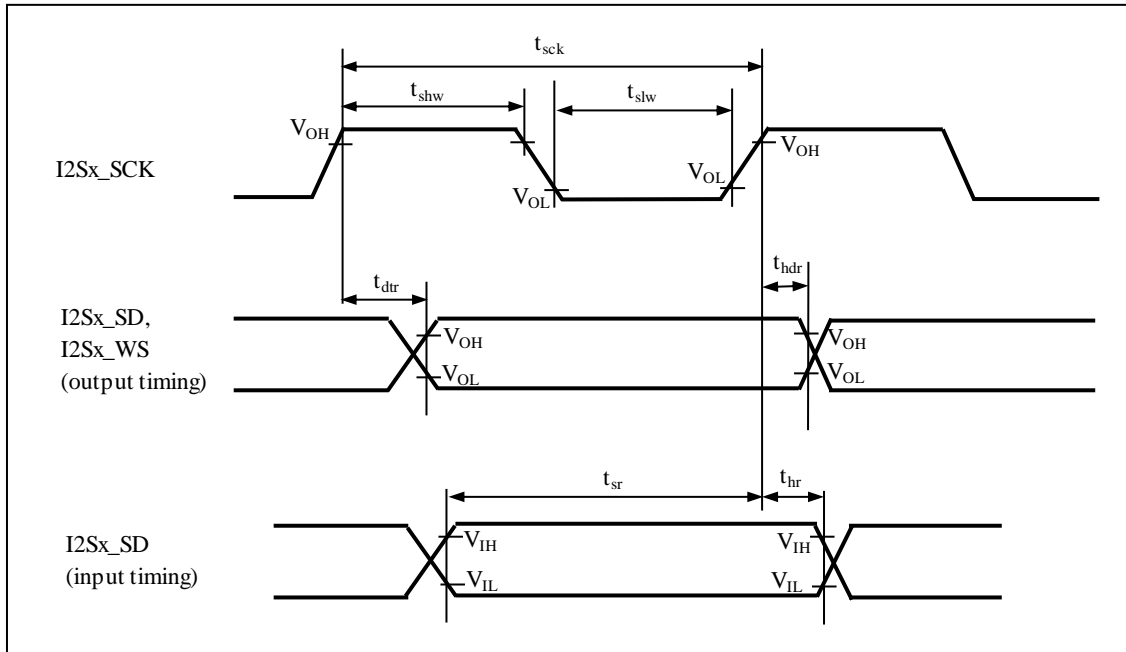 t_sck
t_shw
t_slw
V_OH
V_OH
I2Sx_SCK
V_OL
V_OL
t_dtr
t_hdr
I2Sx_SD,
I2Sx_WS
(output timing)
V_OH
V_OH
V_OL
V_OL
t_sr
t_hr
I2Sx_SD
(input timing)
V_IH
V_IH
V_IL
V_IL